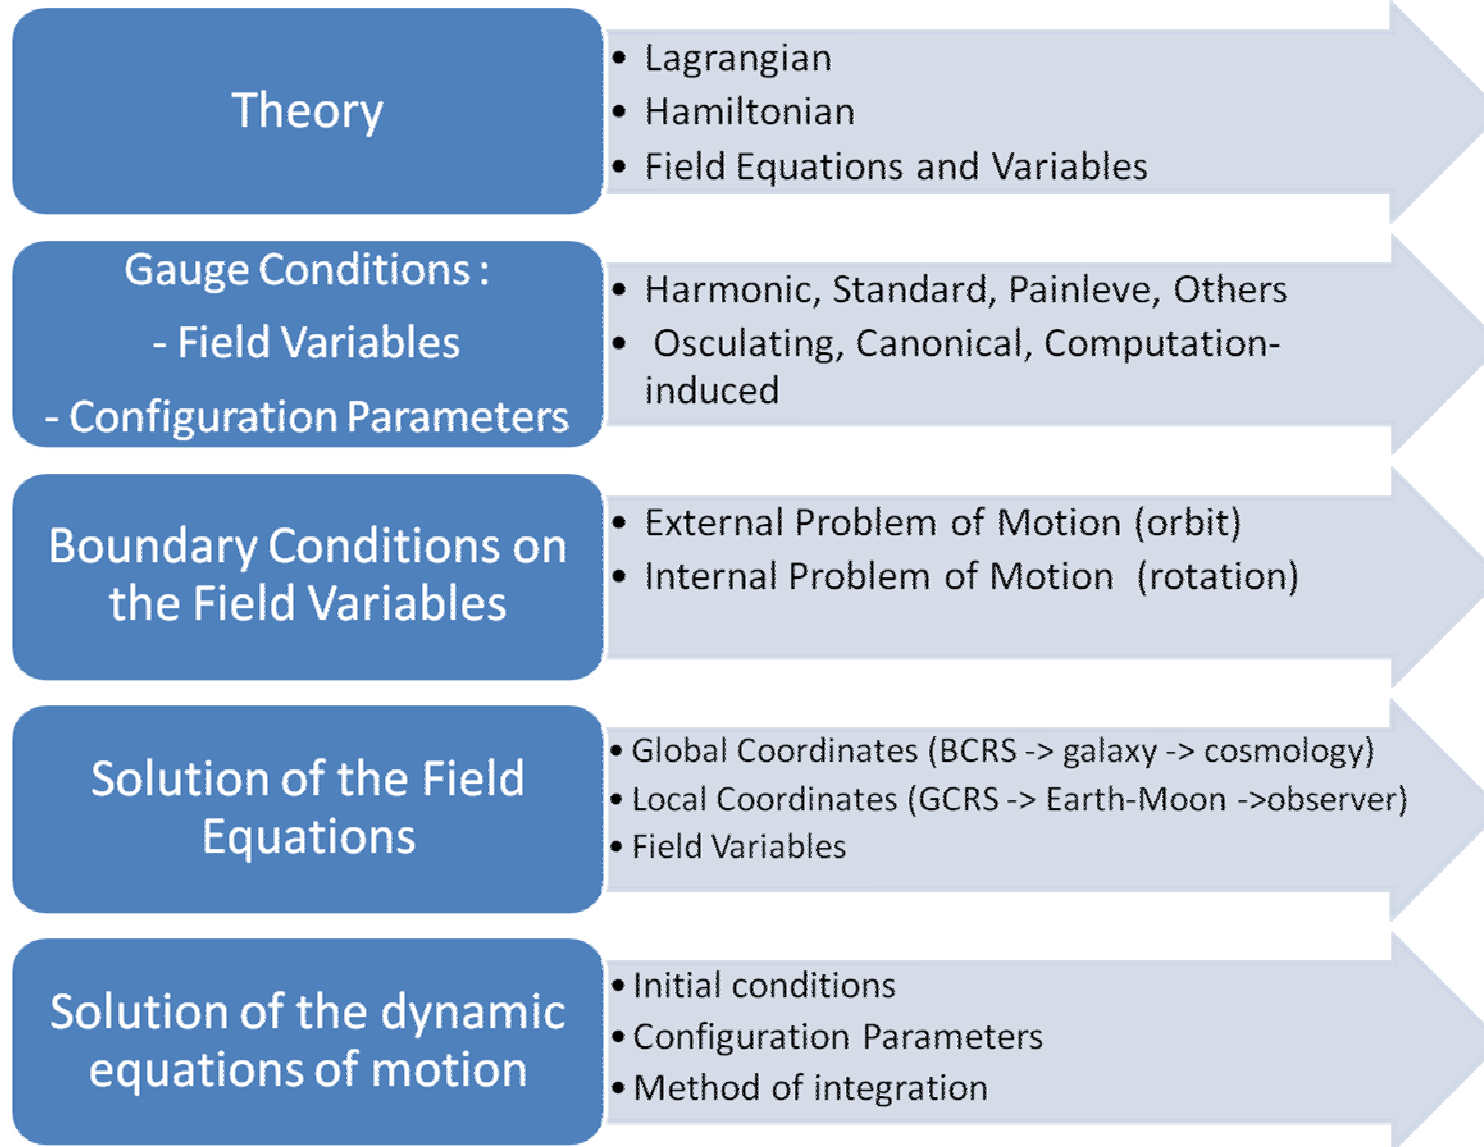 Theory
• Lagrangian
• Hamiltonian
• Field Equations and Variables
Gauge Conditions :
- Field Variables
- Configuration Parameters
• Harmonic, Standard, Painleve, Others
• Osculating, Canonical, Computation-
induced
Boundary Conditions on
the Field Variables
• External Problem of Motion (orbit)
• Internal Problem of Motion (rotation)
Solution of the Field
Equations
• Global Coordinates (BCRS -> galaxy -> cosmology)
• Local Coordinates (GCRS -> Earth-Moon ->observer)
• Field Variables
Solution of the dynamic
equations of motion
• Initial conditions
• Configuration Parameters
• Method of integration